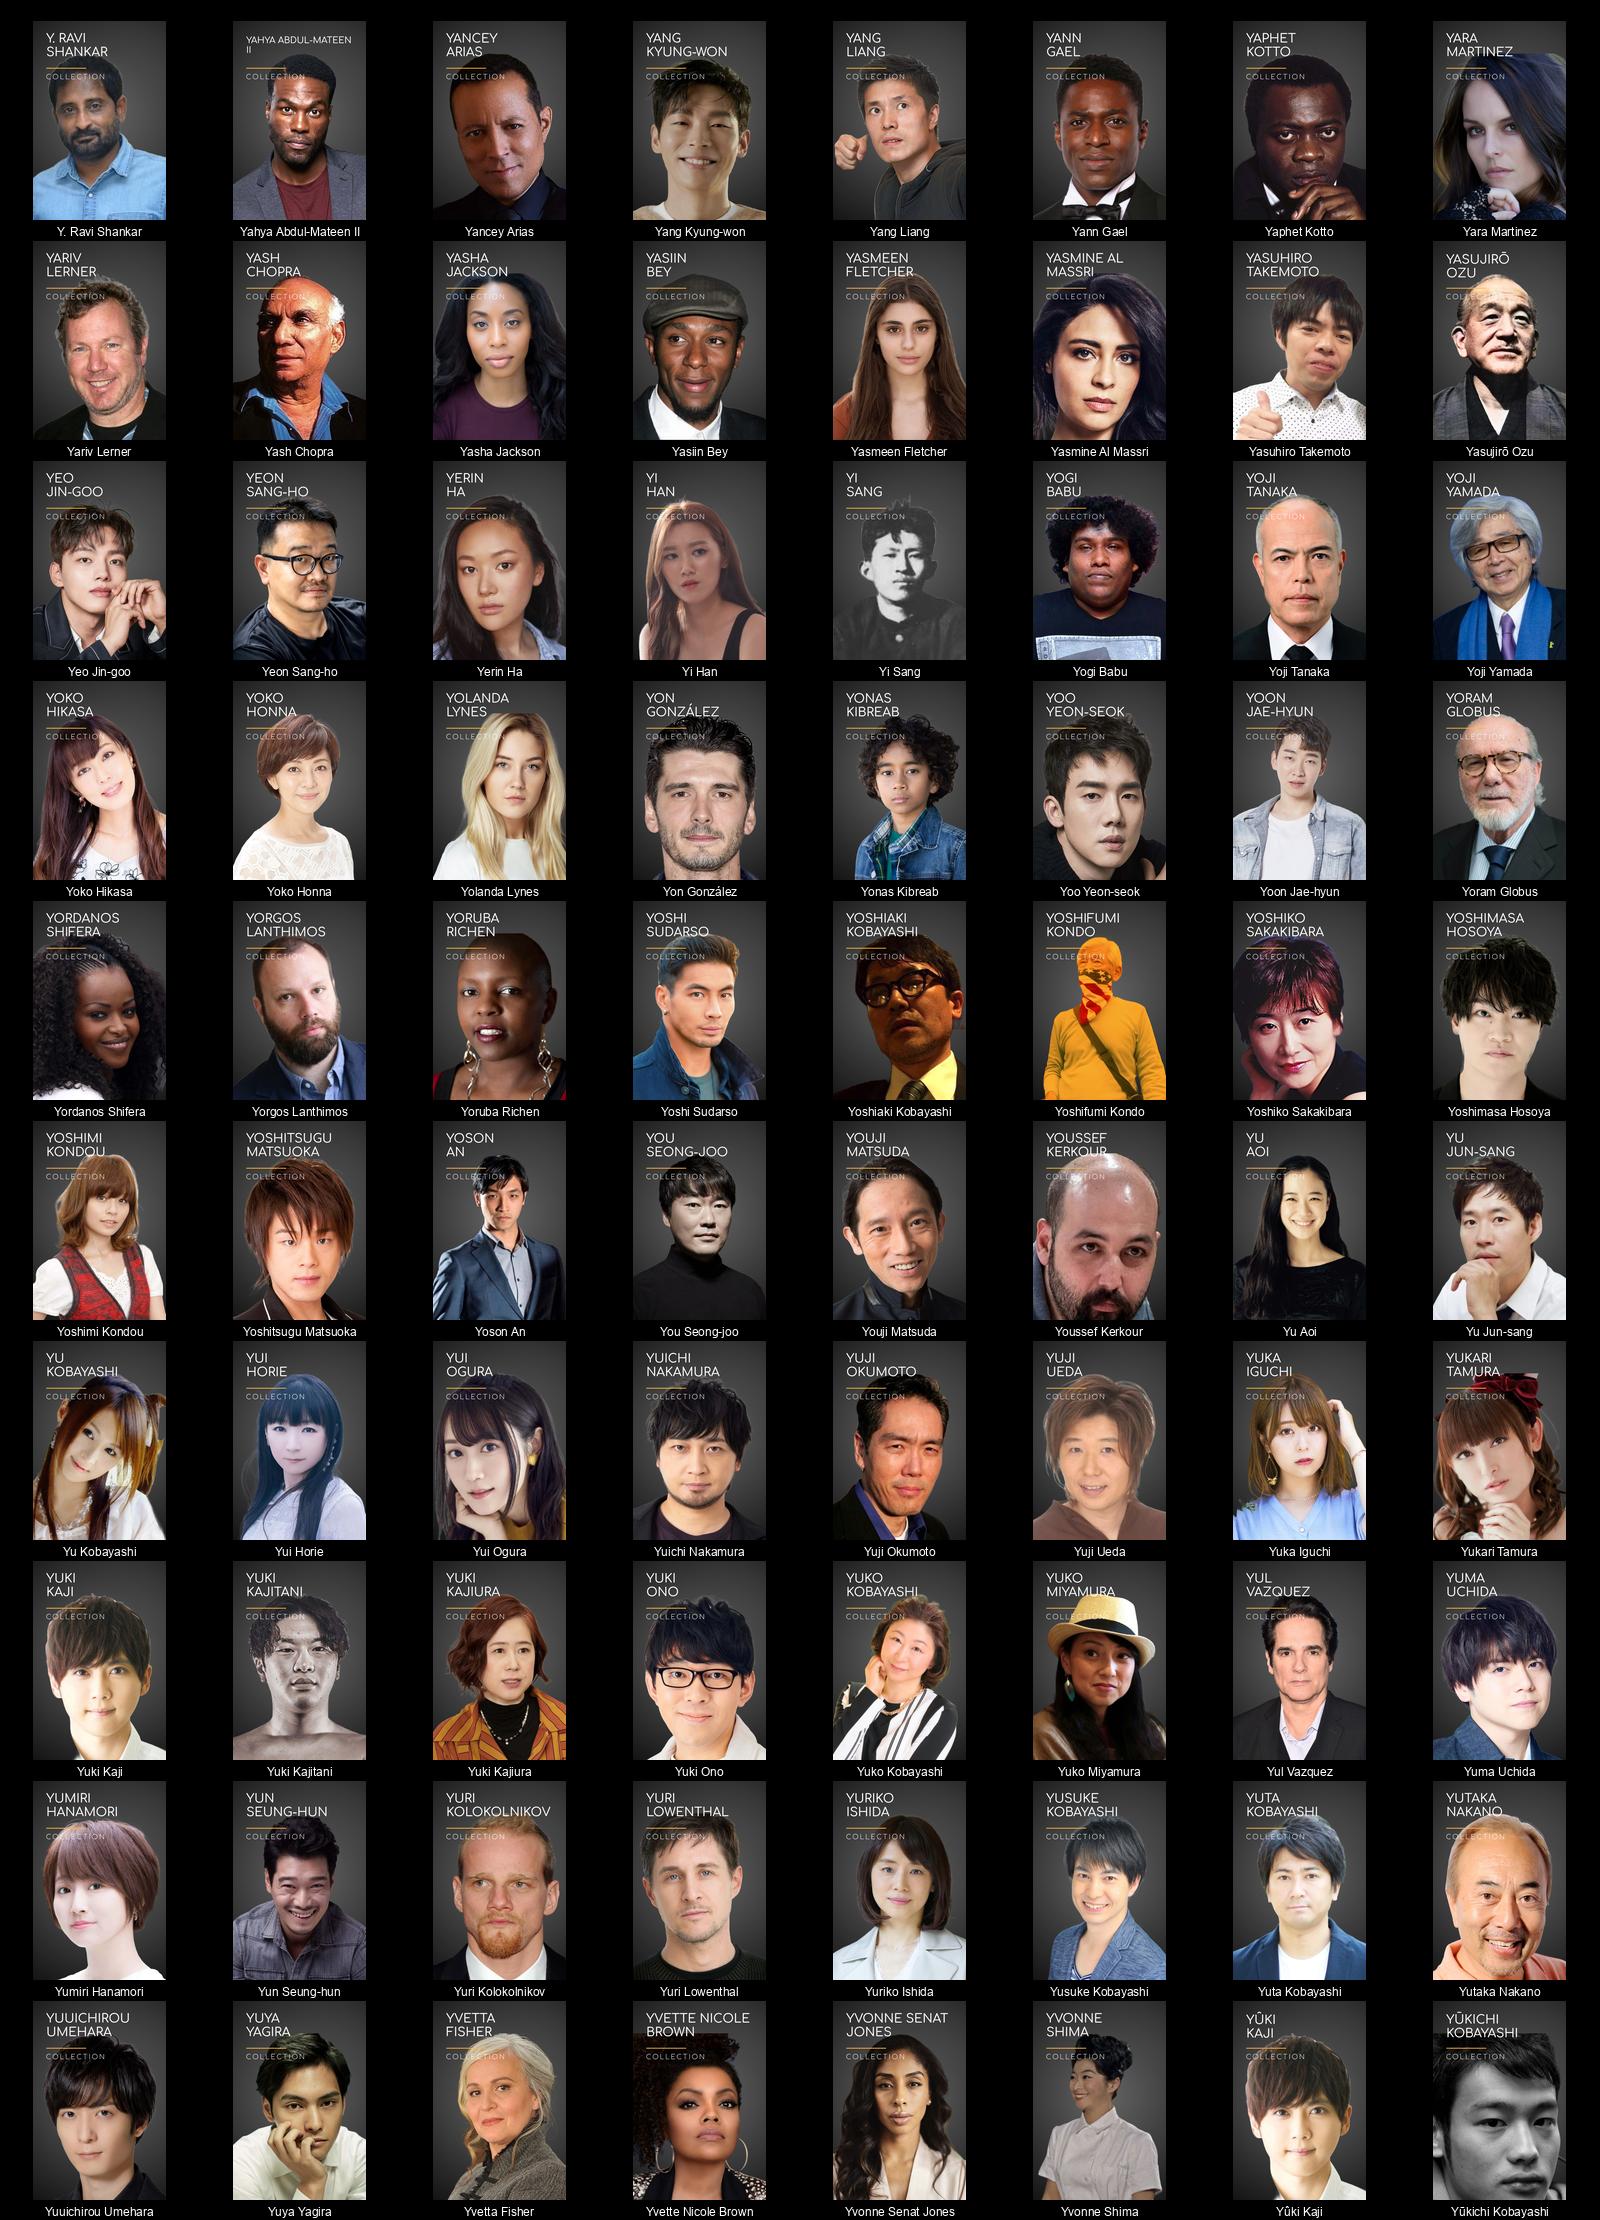 Y. RAVI
SHANKAR
COLLECTION
Y. Ravi Shankar
YAHYA ABDUL-MATEEN
II
COLLECTION
Yahya Abdul-Mateen II
YANCEY
ARIAS
COLLECTION
Yancey Arias
YANG
KYUNG-WON
COLLECTION
Yang Kyung-won
YANG
LIANG
COLLECTION
Yang Liang
YANN
GAEL
COLLECTION
Yann Gael
YAPHET
KOTTO
COLLECTION
Yaphet Kotto
YARA
MARTINEZ
COLLECTION
Yara Martinez
YARIV
LERNER
COLLECTION
Yariv Lerner
YASH
CHOPRA
COLLECTION
Yash Chopra
YASHA
JACKSON
COLLECTION
Yasha Jackson
YASIIN
BEY
COLLECTION
Yasiin Bey
YASMEEN
FLETCHER
COLLECTION
Yasmeen Fletcher
YASMINE AL
MASSRI
COLLECTION
Yasmine Al Massri
YASUHIRO
TAKEMOTO
COLLECTION
Yasuhiro Takemoto
YASUJIRŌ
OZU
COLLECTION
Yasujirō Ozu
YEO
JIN-GOO
COLLECTION
Yeo Jin-goo
YEON
SANG-HO
COLLECTION
Yeon Sang-ho
YERIN
HA
COLLECTION
Yerin Ha
YI
HAN
COLLECTION
Yi Han
YI
SANG
COLLECTION
Yi Sang
YOGI
BABU
COLLECTION
Yogi Babu
YOJI
TANAKA
COLLECTION
Yoji Tanaka
YOJI
YAMADA
COLLECTION
Yoji Yamada
YOKO
HIKASA
COLLECTION
Yoko Hikasa
YOKO
HONNA
COLLECTION
Yoko Honna
YOLANDA
LYNES
COLLECTION
Yolanda Lynes
YON
GONZÁLEZ
COLLECTION
Yon González
YONAS
KIBREAB
COLLECTION
Yonas Kibreab
YOO
YEON-SEOK
COLLECTION
Yoo Yeon-seok
YOON
JAE-HYUN
COLLECTION
Yoon Jae-hyun
YORAM
GLOBUS
COLLECTION
Yoram Globus
YORDANOS
SHIFERA
COLLECTION
Yordanos Shifera
YORGOS
LANTHIMOS
COLLECTION
Yorgos Lanthimos
YORUBA
RICHEN
COLLECTION
Yoruba Richen
YOSHI
SUDARSO
COLLECTION
Yoshi Sudarso
YOSHIAKI
KOBAYASHI
COLLECTION
Yoshiaki Kobayashi
YOSHIFUMI
KONDO
COLLECTION
Yoshifumi Kondo
YOSHIKO
SAKAKIBARA
COLLECTION
Yoshiko Sakakibara
YOSHIMASA
HOSOYA
COLLECTION
Yoshimasa Hosoya
YOSHIMI
KONDOU
COLLECTION
Yoshimi Kondou
YOSHITSUGU
MATSUOKA
COLLECTION
Yoshitsugu Matsuoka
YOSON
AN
COLLECTION
Yoson An
YOU
SEONG-JOO
COLLECTION
You Seong-joo
YOUJI
MATSUDA
COLLECTION
Youji Matsuda
YOUSSEF
KERKOUR
COLLECTION
Youssef Kerkour
YU
AOI
COLLECTION
Yu Aoi
YU
JUN-SANG
COLLECTION
Yu Jun-sang
YU
KOBAYASHI
COLLECTION
Yu Kobayashi
YUI
HORIE
COLLECTION
Yui Horie
YUI
OGURA
COLLECTION
Yui Ogura
YUICHI
NAKAMURA
COLLECTION
Yuichi Nakamura
YUJI
OKUMOTO
COLLECTION
Yuji Okumoto
YUJI
UEDA
COLLECTION
Yuji Ueda
YUKA
IGUCHI
COLLECTION
Yuka Iguchi
YUKARI
TAMURA
COLLECTION
Yukari Tamura
YUKI
KAJI
COLLECTION
Yuki Kaji
YUKI
KAJITANI
COLLECTION
Yuki Kajitani
YUKI
KAJIURA
COLLECTION
Yuki Kajiura
YUKI
ONO
COLLECTION
Yuki Ono
YUKO
KOBAYASHI
COLLECTION
Yuko Kobayashi
YUKO
MIYAMURA
COLLECTION
Yuko Miyamura
YUL
VAZQUEZ
COLLECTION
Yul Vazquez
YUMA
UCHIDA
COLLECTION
Yuma Uchida
YUMIRI
HANAMORI
COLLECTION
Yumiri Hanamori
YUN
SEUNG-HUN
COLLECTION
Yun Seung-hun
YURI
KOLOKOLNIKOV
COLLECTION
Yuri Kolokolnikov
YURI
LOWENTHAL
COLLECTION
Yuri Lowenthal
YURIKO
ISHIDA
COLLECTION
Yuriko Ishida
YUSUKE
KOBAYASHI
COLLECTION
Yusuke Kobayashi
YUTA
KOBAYASHI
COLLECTION
Yuta Kobayashi
YUTAKA
NAKANO
COLLECTION
Yutaka Nakano
YUUICHIROU
UMEHARA
COLLECTION
Yuuichirou Umehara
YUYA
YAGIRA
COLLECTION
Yuya Yagira
YVETTA
FISHER
COLLECTION
Yvetta Fisher
YVETTE NICOLE
BROWN
COLLECTION
Yvette Nicole Brown
YVONNE SENAT
JONES
COLLECTION
Yvonne Senat Jones
YVONNE
SHIMA
COLLECTION
Yvonne Shima
YÛKI
KAJI
COLLECTION
Yûki Kaji
YŪKICHI
KOBAYASHI
COLLECTION
Yūkichi Kobayashi